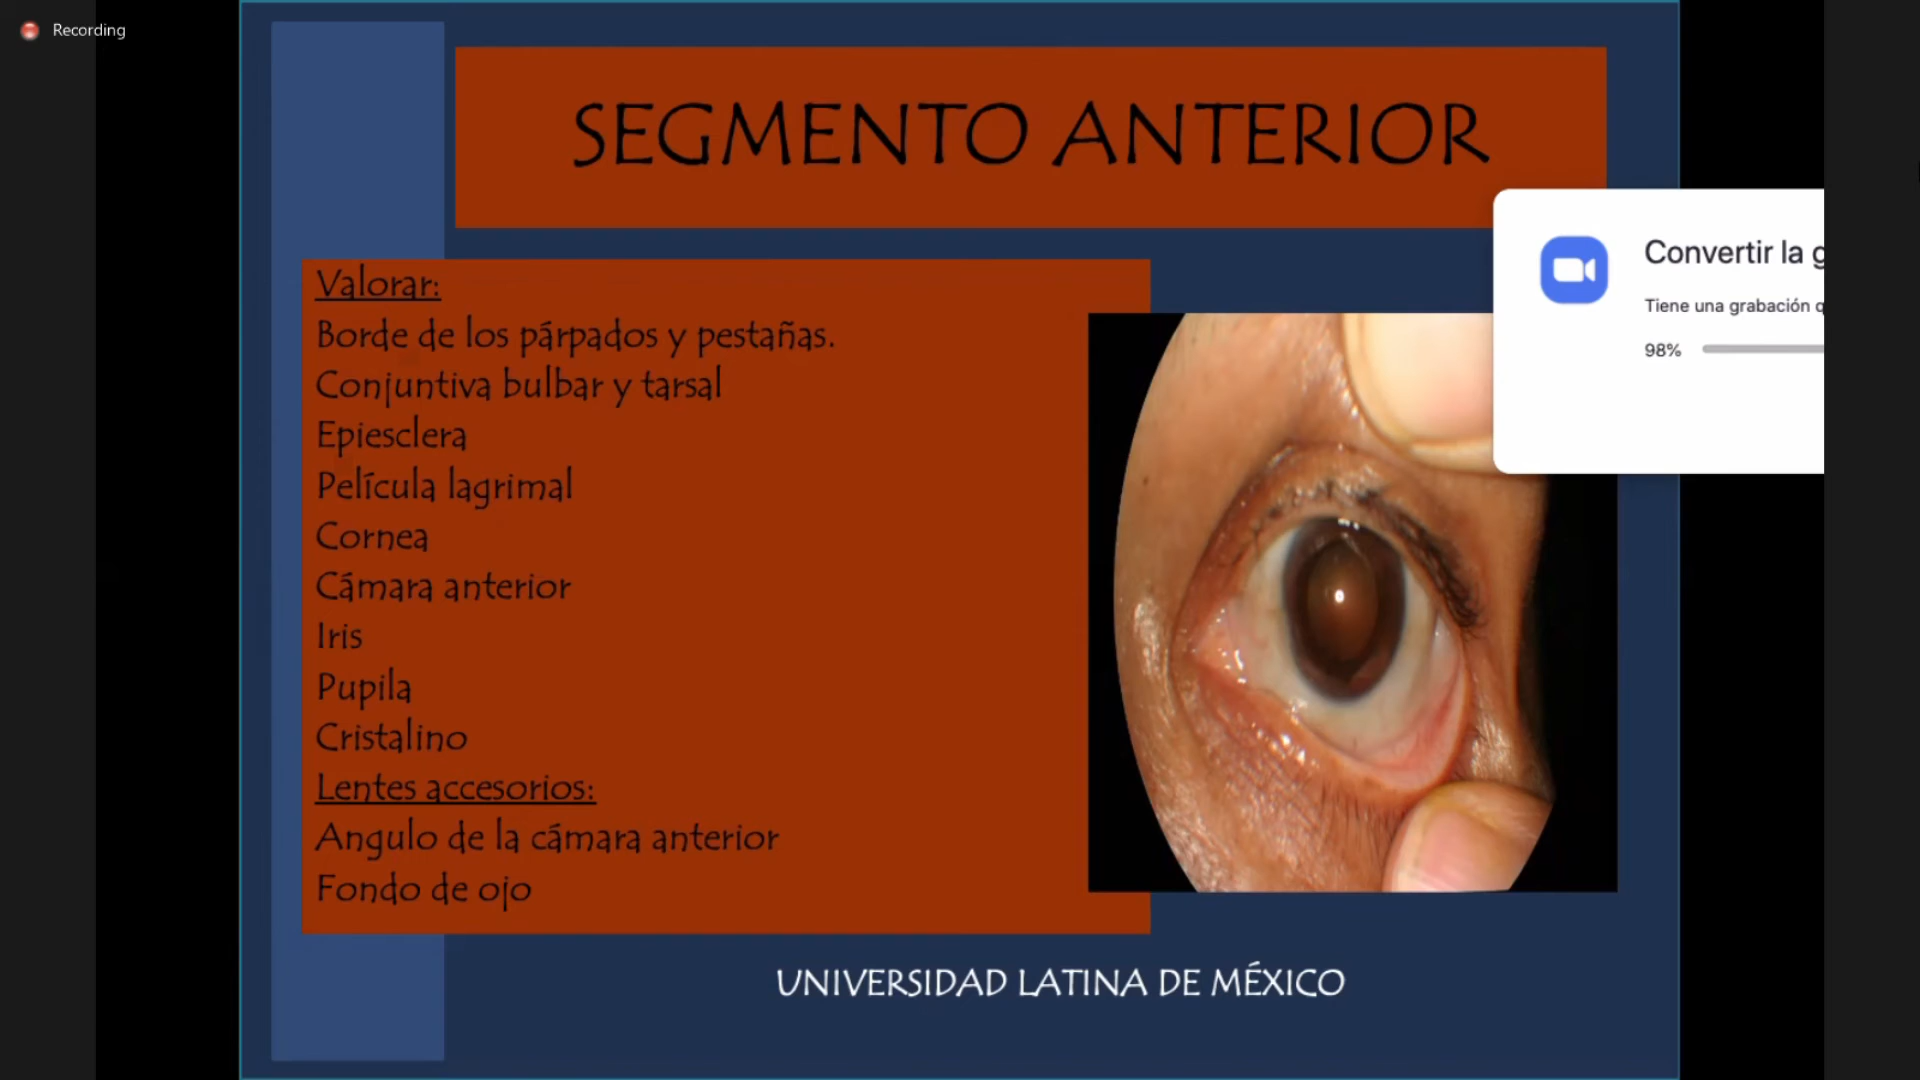 Recording
SEGMENTO ANTERIOR
Convertir la
Tiene una grabación
98%
Valorar:
Borde de los párpados y pestañas.
Conjuntiva bulbar y tarsal
Epiesclera
Película lagrimal
Cornea
Cámara anterior
Iris
Pupila
Cristalino
Lentes accesorios:
Angulo de la cámara anterior
Fondo de ojo
UNIVERSIDAD LATINA DE MÉXICO